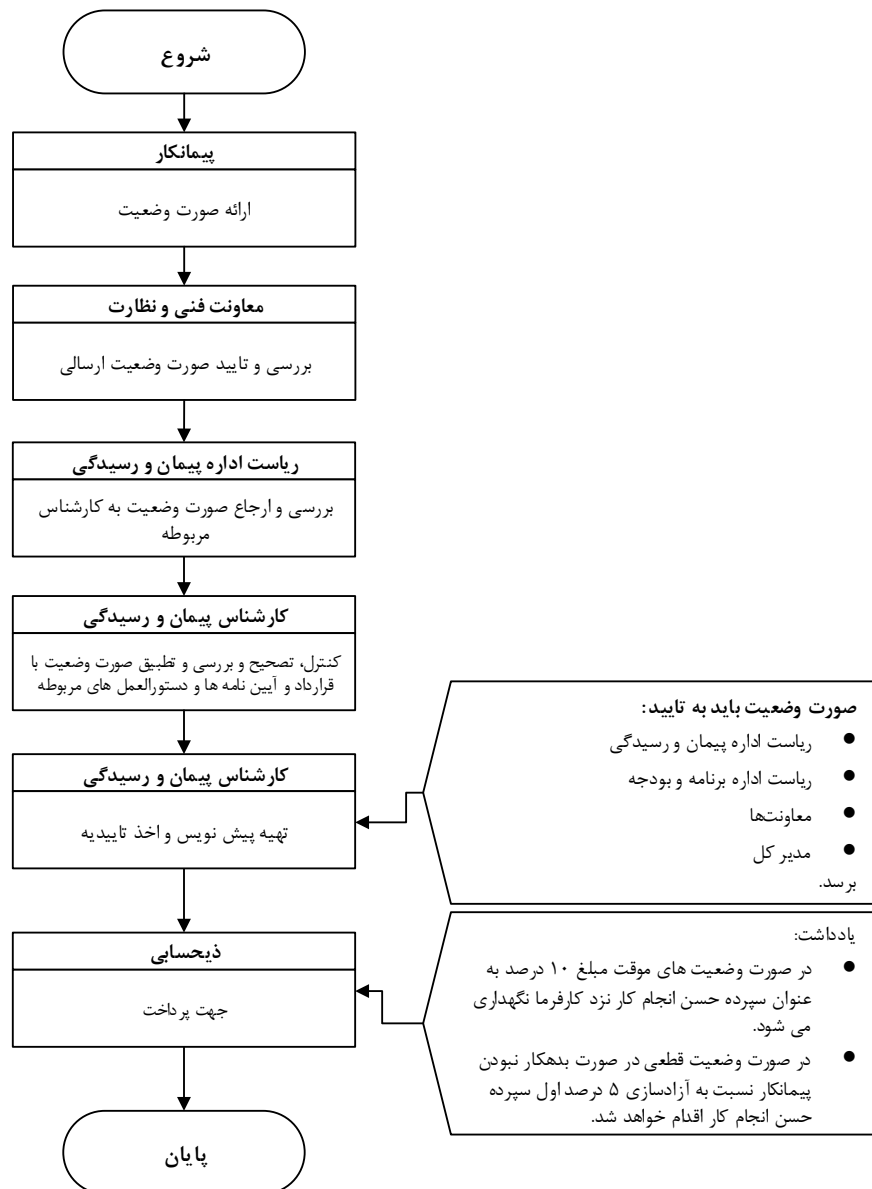 شروع
پیمانکار
ارائه صورت وضعیت
معاونت فنی و نظارت
بررسی و تایید صورت وضعیت ارسالی
ریاست اداره پیمان و رسیدگی
بررسی و ارجاع صورت وضعیت به کارشناس
مربوطه
کارشناس پیمان و رسیدگی
کنترل، تصحیح و بررسی و تطبیق صورت وضعیت با
قرارداد و آیین نامه ها و دستورالعمل های مربوطه
کارشناس پیمان و رسیدگی
تهیه پیش نویس و اخذ تاییدیه
صورت وضعیت باید به تایید:
● ریاست اداره پیمان و رسیدگی
● ریاست اداره برنامه و بودجه
● معاونت‌ها
● مدیر کل
برسد.
ذیحسابی
جهت پرداخت
یادداشت:
● در صورت وضعیت های موقت مبلغ ۱۰ درصد به
عنوان سپرده حسن انجام کار نزد کارفرما نگهداری
می شود.
● در صورت وضعیت قطعی در صورت بدهکار نبودن
پیمانکار نسبت به آزادسازی ۵ درصد اول سپرده
حسن انجام کار اقدام خواهد شد.
پایان